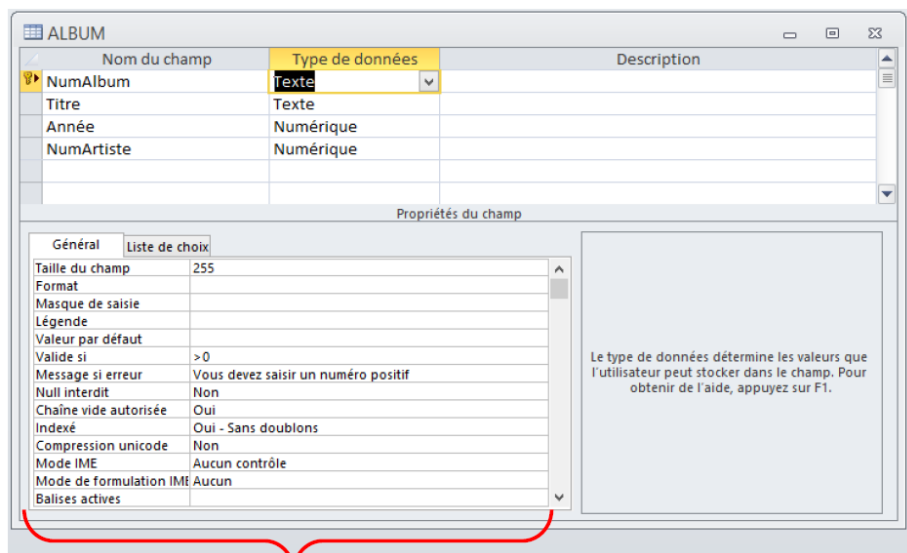 ALBUM
Nom du champ Type de données Description
NumAlbum Texte
Titre Texte
Année Numérique
NumArtiste Numérique
Propriétés du champ
Général Liste de choix
Taille du champ 255
Format
Masque de saisie
Légende
Valeur par défaut
Valide si >0
Message si erreur Vous devez saisir un numéro positif
Null interdit Non
Chaîne vide autorisée Oui
Indexé Oui - Sans doublons
Compression unicode Non
Mode IME Aucun contrôle
Mode de formulation IME Aucun
Balises actives
Le type de données détermine les valeurs que
l'utilisateur peut stocker dans le champ. Pour
obtenir de l'aide, appuyez sur F1.